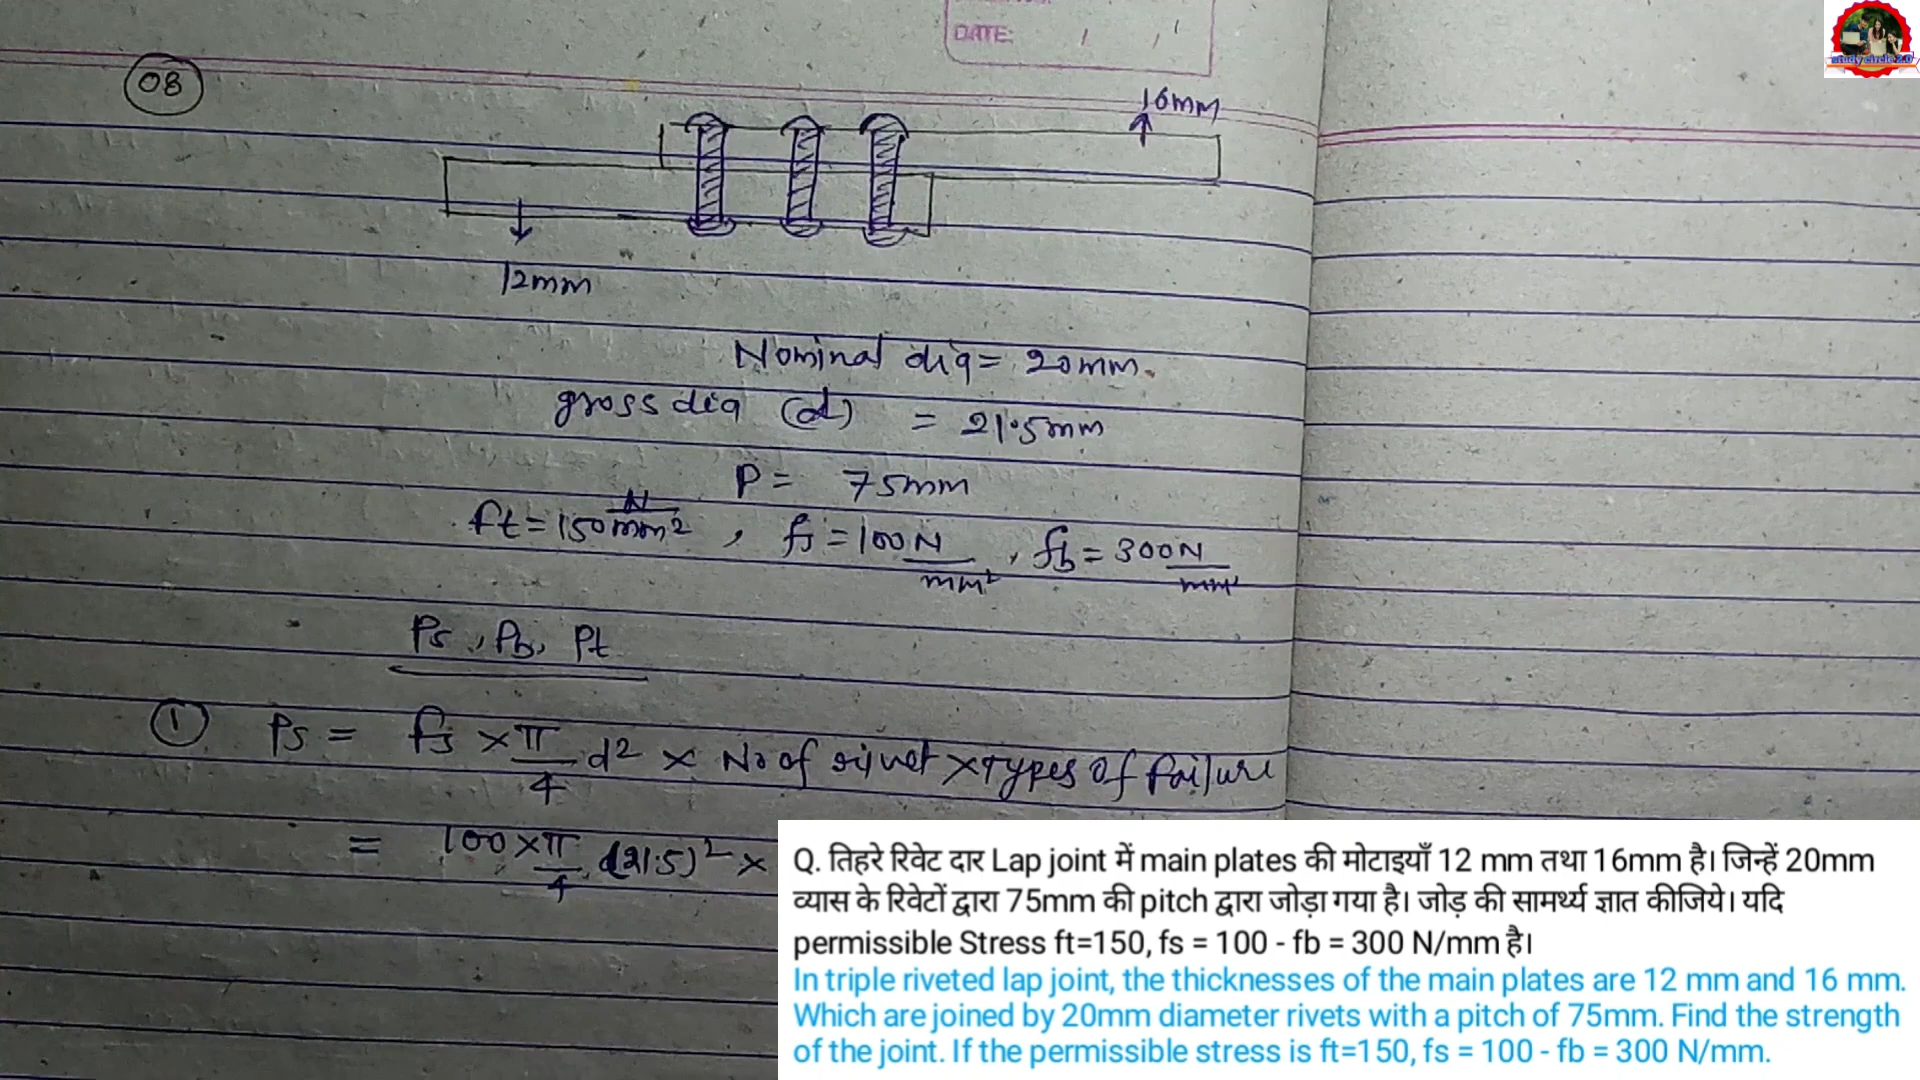 DATE:
study circle 2.0
08
16mm
12mm
Nominal dia = 20mm.
gross dia (d) = 21.5mm
P = 75mm
ft = 150 N/mm², fs = 100 N/mm², fb = 300 N/mm²
Ps, Pb, Pt
① Ps = fs × π/4 d² × No of rivet × types of failure
= 100 × π/4 (21.5)² ×
Q. तिहरे रिवेट दार Lap joint में main plates की मोटाइयाँ 12 mm तथा 16mm है। जिन्हें 20mm
व्यास के रिवेटों द्वारा 75mm की pitch द्वारा जोड़ा गया है। जोड़ की सामर्थ्य ज्ञात कीजिये। यदि
permissible Stress ft=150, fs = 100 - fb = 300 N/mm है।
In triple riveted lap joint, the thicknesses of the main plates are 12 mm and 16 mm.
Which are joined by 20mm diameter rivets with a pitch of 75mm. Find the strength
of the joint. If the permissible stress is ft=150, fs = 100 - fb = 300 N/mm.